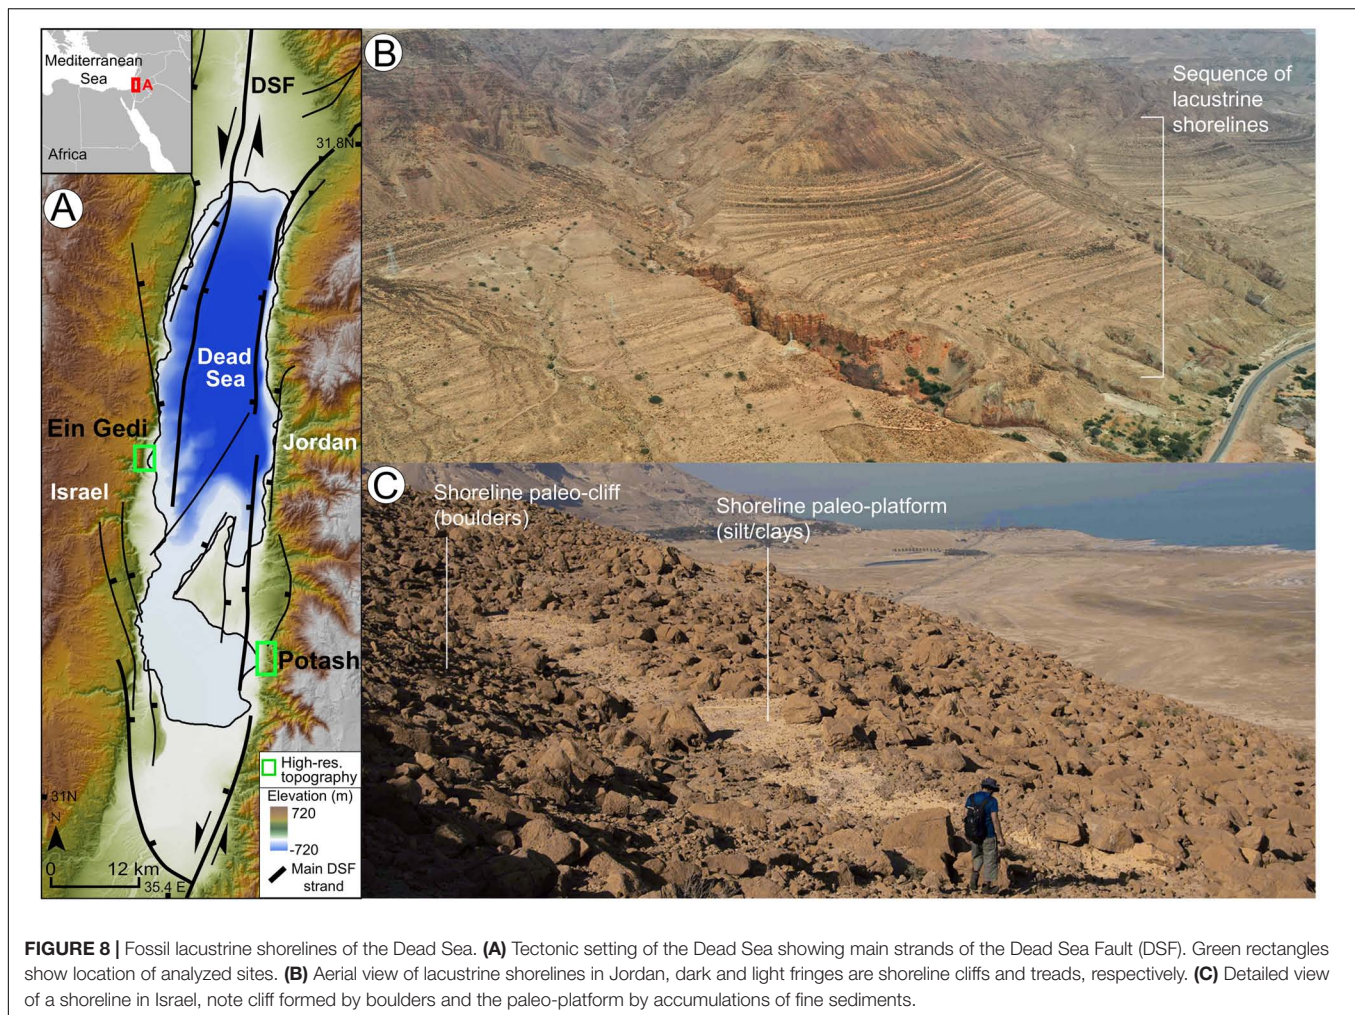 Mediterranean
Sea
A
Africa
A
DSF
31.8N
Dead
Sea
Ein Gedi
Jordan
Israel
Potash
High-res.
topography
Elevation (m)
720
-720
Main DSF
strand
31N
N
0 12 km
35.4 E
B
Sequence of
lacustrine
shorelines
C
Shoreline paleo-cliff
(boulders)
Shoreline paleo-platform
(silt/clays)
FIGURE 8 | Fossil lacustrine shorelines of the Dead Sea. (A) Tectonic setting of the Dead Sea showing main strands of the Dead Sea Fault (DSF). Green rectangles
show location of analyzed sites. (B) Aerial view of lacustrine shorelines in Jordan, dark and light fringes are shoreline cliffs and treads, respectively. (C) Detailed view
of a shoreline in Israel, note cliff formed by boulders and the paleo-platform by accumulations of fine sediments.